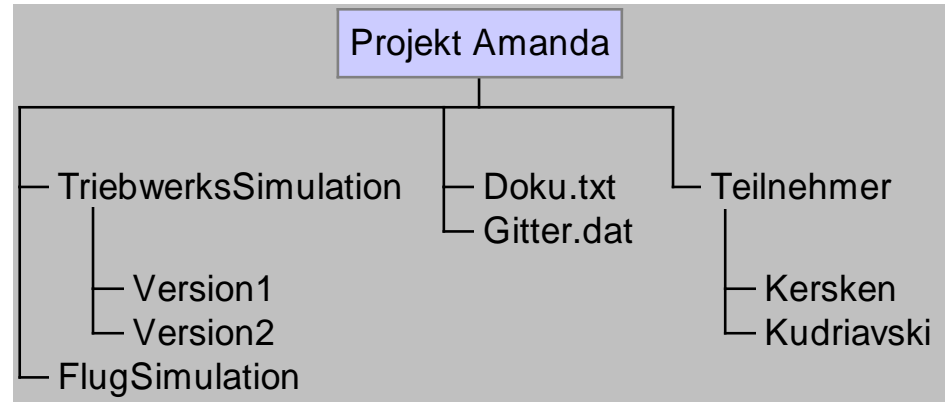 Projekt Amanda
TriebwerksSimulation
Version1
Version2
FlugSimulation
Doku.txt
Gitter.dat
Teilnehmer
Kersken
Kudriavski